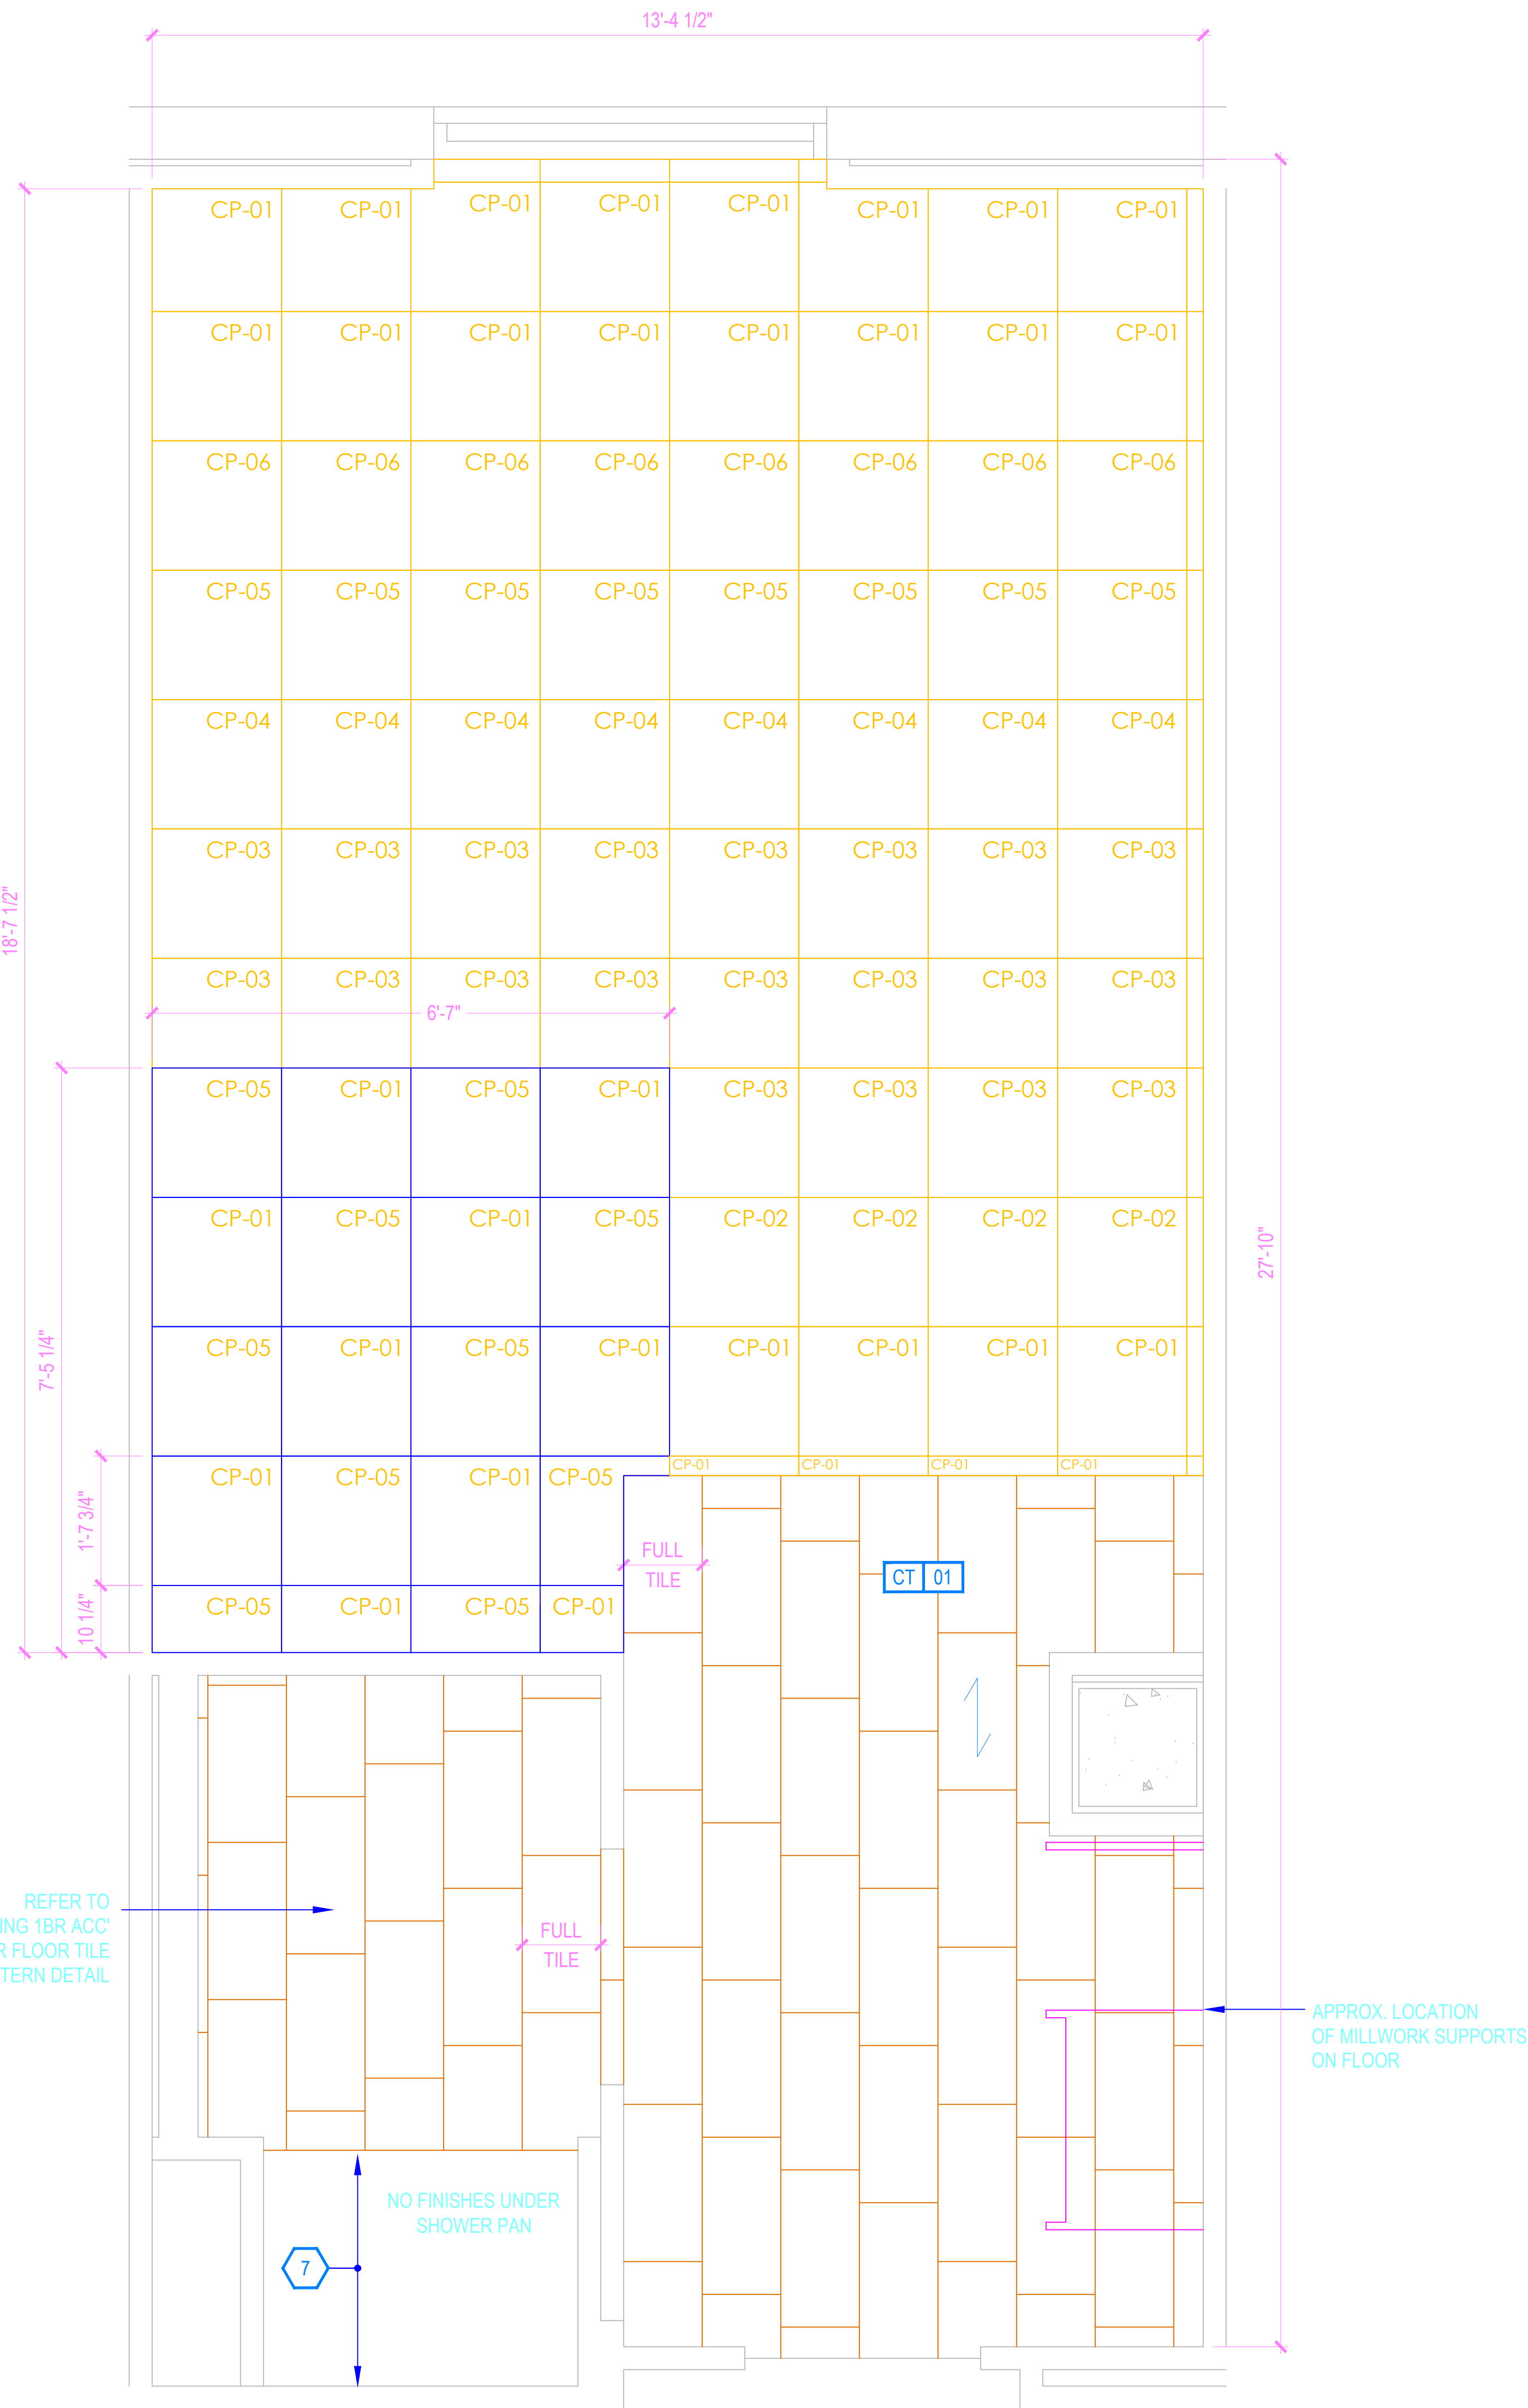 13'-4 1/2"
CP-01 CP-01 CP-01 CP-01 CP-01 CP-01 CP-01 CP-01
CP-01 CP-01 CP-01 CP-01 CP-01 CP-01 CP-01 CP-01
CP-06 CP-06 CP-06 CP-06 CP-06 CP-06 CP-06 CP-06
CP-05 CP-05 CP-05 CP-05 CP-05 CP-05 CP-05 CP-05
CP-04 CP-04 CP-04 CP-04 CP-04 CP-04 CP-04 CP-04
CP-03 CP-03 CP-03 CP-03 CP-03 CP-03 CP-03 CP-03
18'-7 1/2"
CP-03 CP-03 CP-03 CP-03 CP-03 CP-03 CP-03 CP-03
6'-7"
CP-05 CP-01 CP-05 CP-01 CP-03 CP-03 CP-03 CP-03
CP-01 CP-05 CP-01 CP-05 CP-02 CP-02 CP-02 CP-02
27'-10"
7'-5 1/4"
CP-05 CP-01 CP-05 CP-01 CP-01 CP-01 CP-01 CP-01
CP-01 CP-01 CP-01 CP-01
CP-01 CP-05 CP-01 CP-05
1'-7 3/4"
FULL
TILE
CT 01
10 1/4"
CP-05 CP-01 CP-05 CP-01
REFER TO
ING 1BR ACC'
R FLOOR TILE
TERN DETAIL
FULL
TILE
APPROX. LOCATION
OF MILLWORK SUPPORTS
ON FLOOR
NO FINISHES UNDER
SHOWER PAN
7